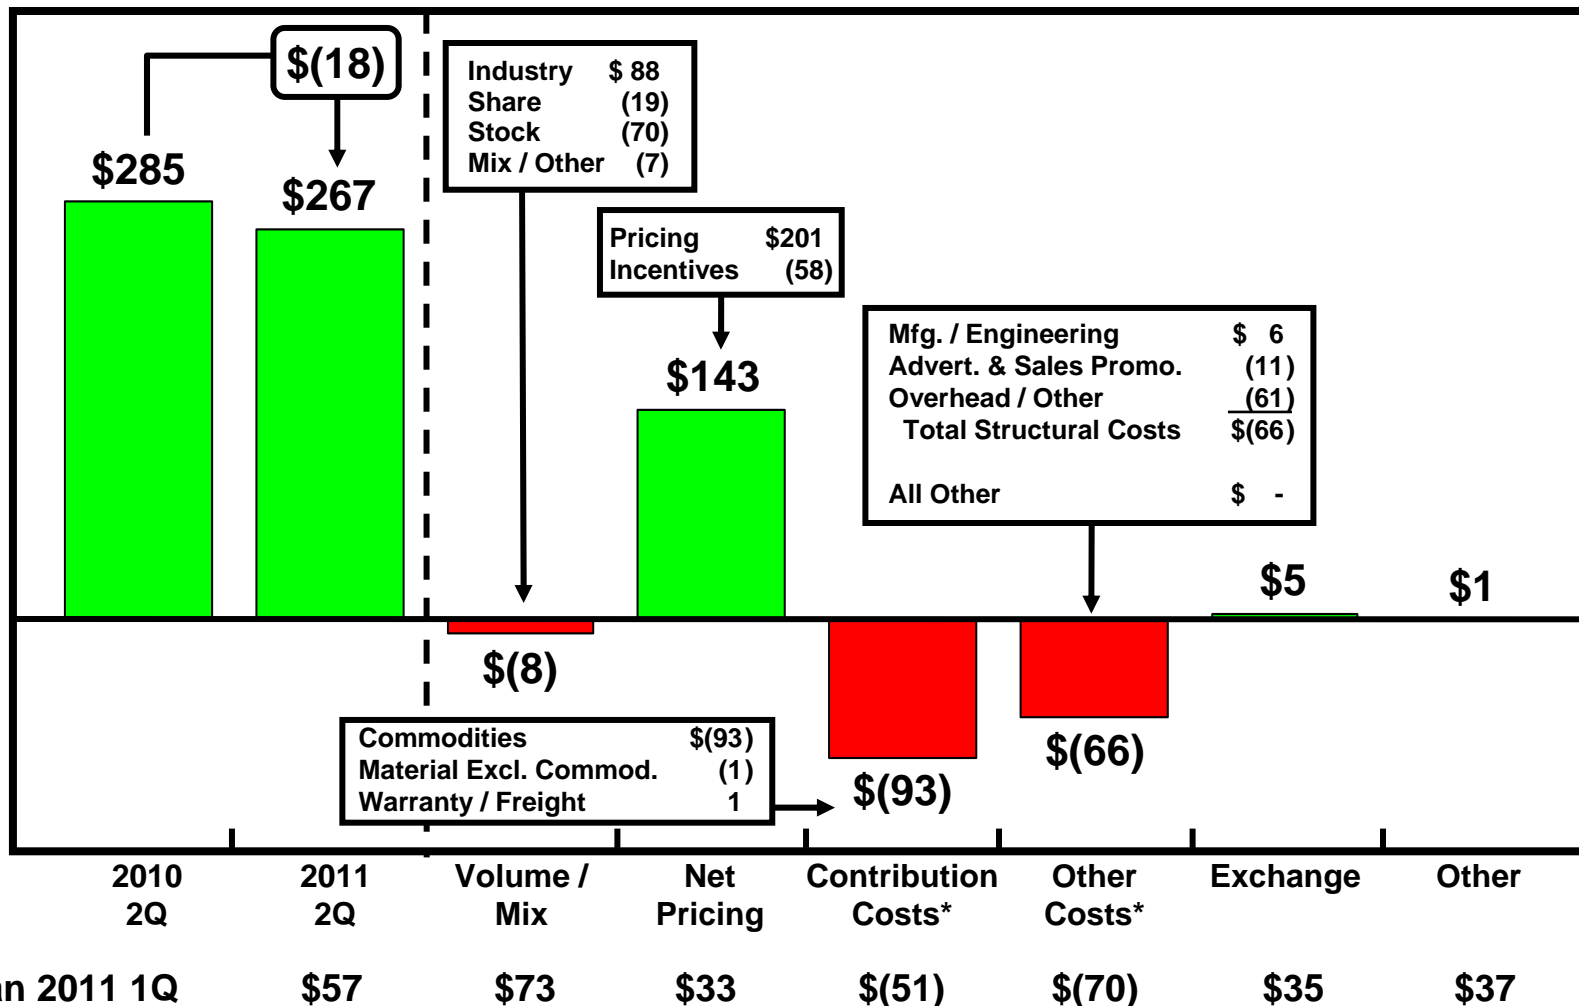 $(18)
$285
$267
Industry $ 88
Share (19)
Stock (70)
Mix / Other (7)
Pricing $201
Incentives (58)
$143
Mfg. / Engineering $ 6
Advert. & Sales Promo. (11)
Overhead / Other (61)
Total Structural Costs $(66)
All Other $ -
$5
$1
$(8)
Commodities $(93)
Material Excl. Commod. (1)
Warranty / Freight 1
$(93)
$(66)
2010 2011 Volume / Net Contribution Other Exchange Other
2Q 2Q Mix Pricing Costs* Costs*
2011 1Q $57 $73 $33 $(51) $(70) $35 $37